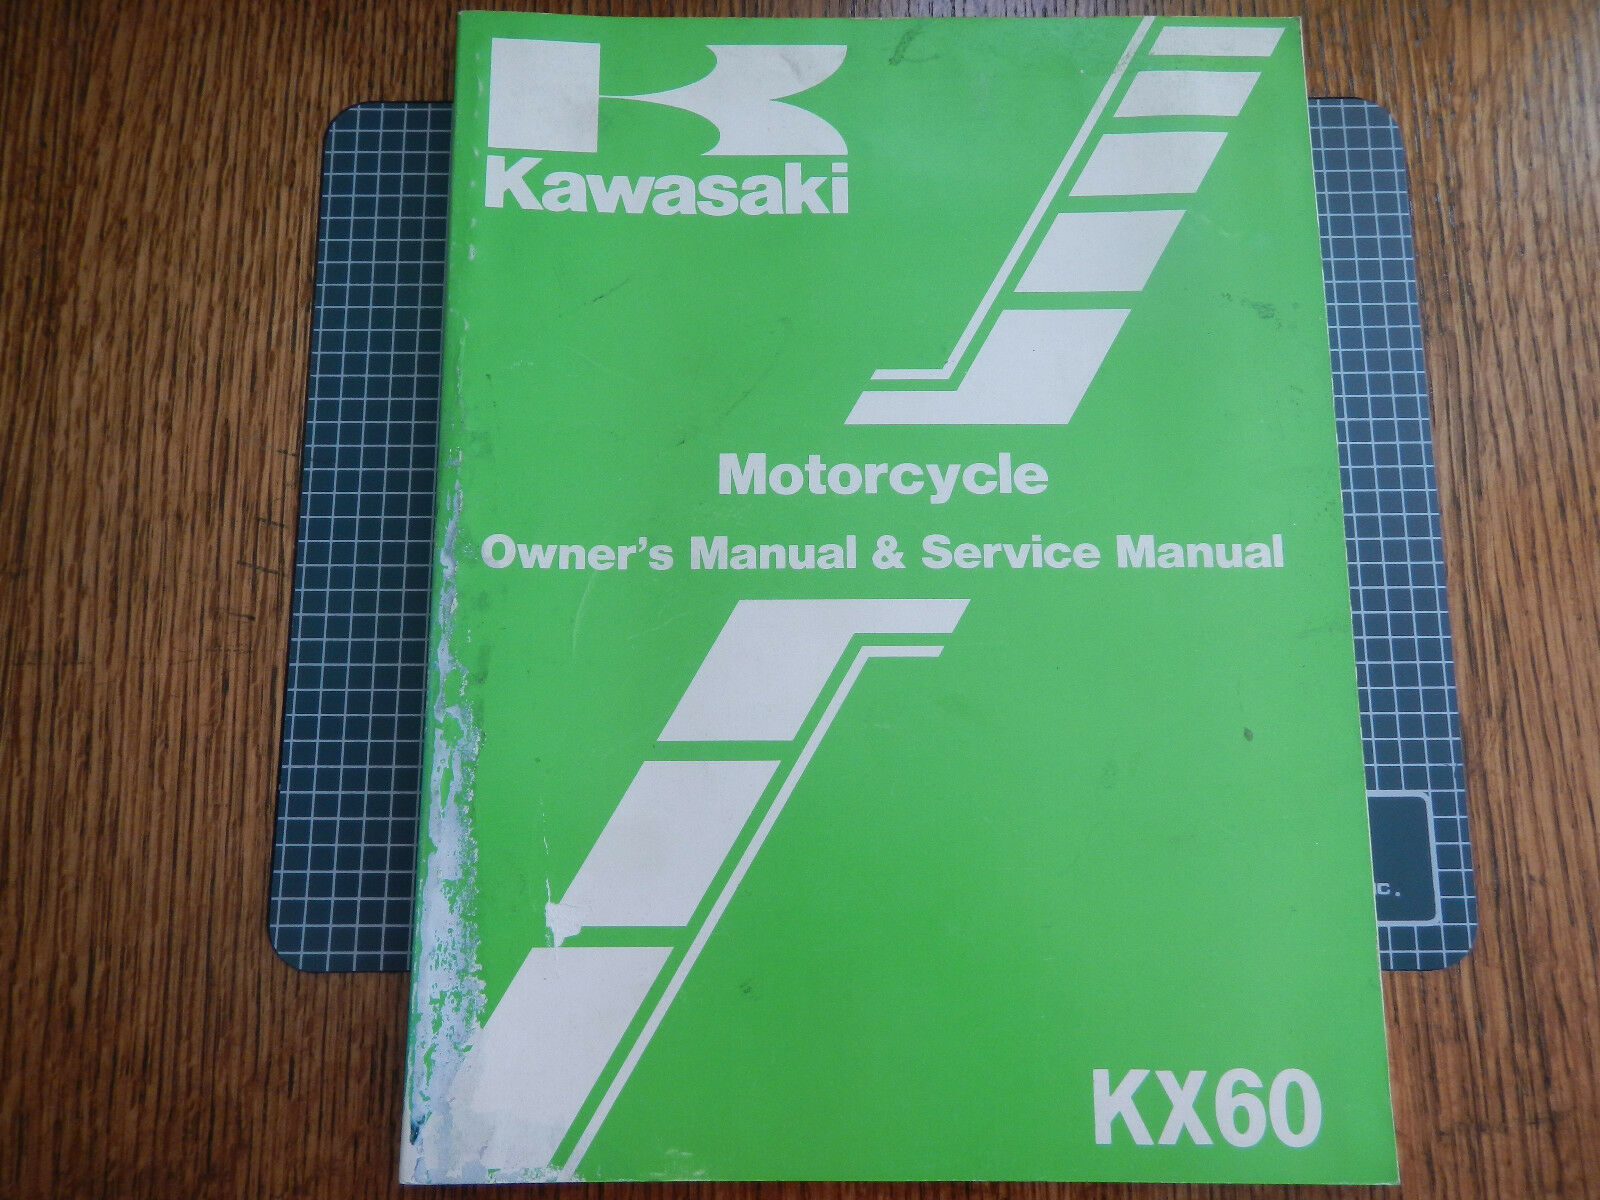 Kawasaki
Motorcycle
Owner's Manual & Service Manual
KX60